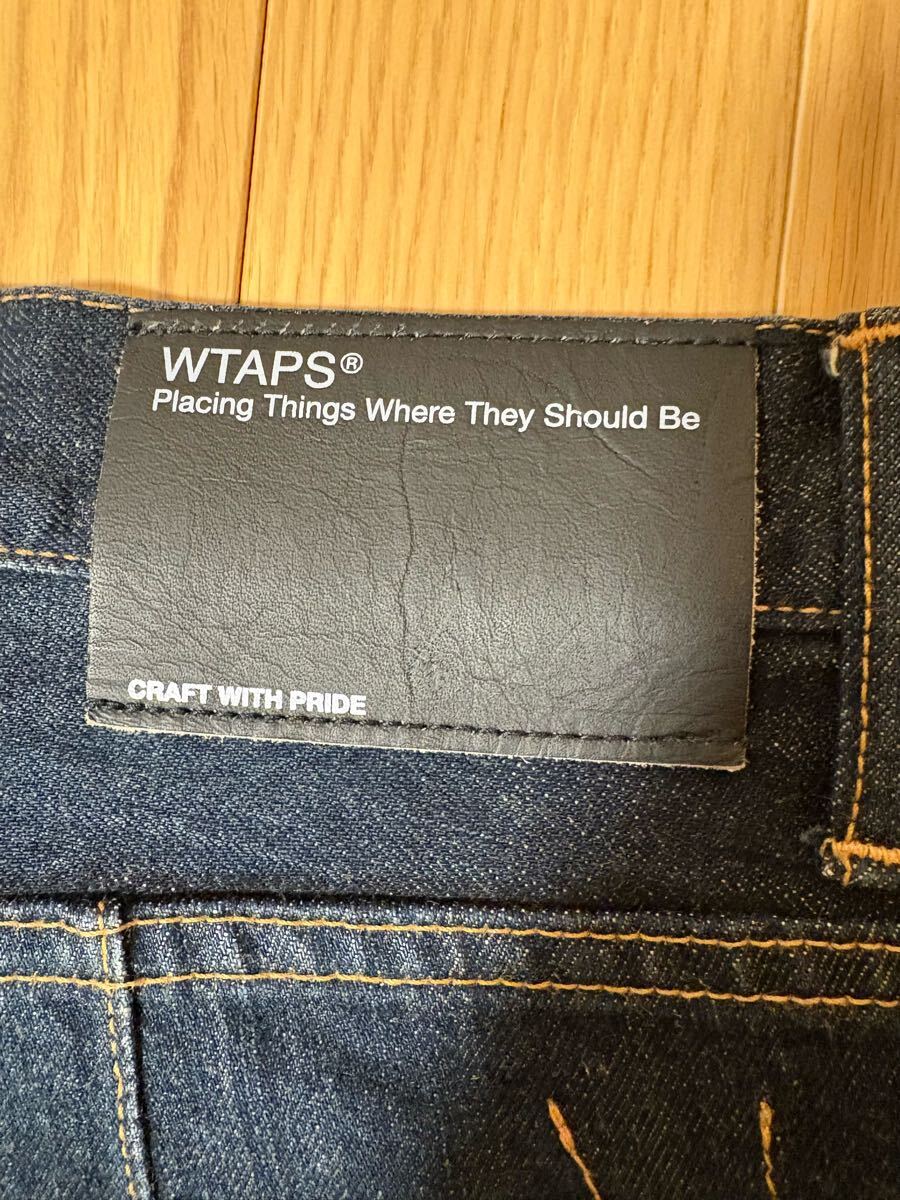 WTAPS®
Placing Things Where They Should Be
CRAFT WITH PRIDE